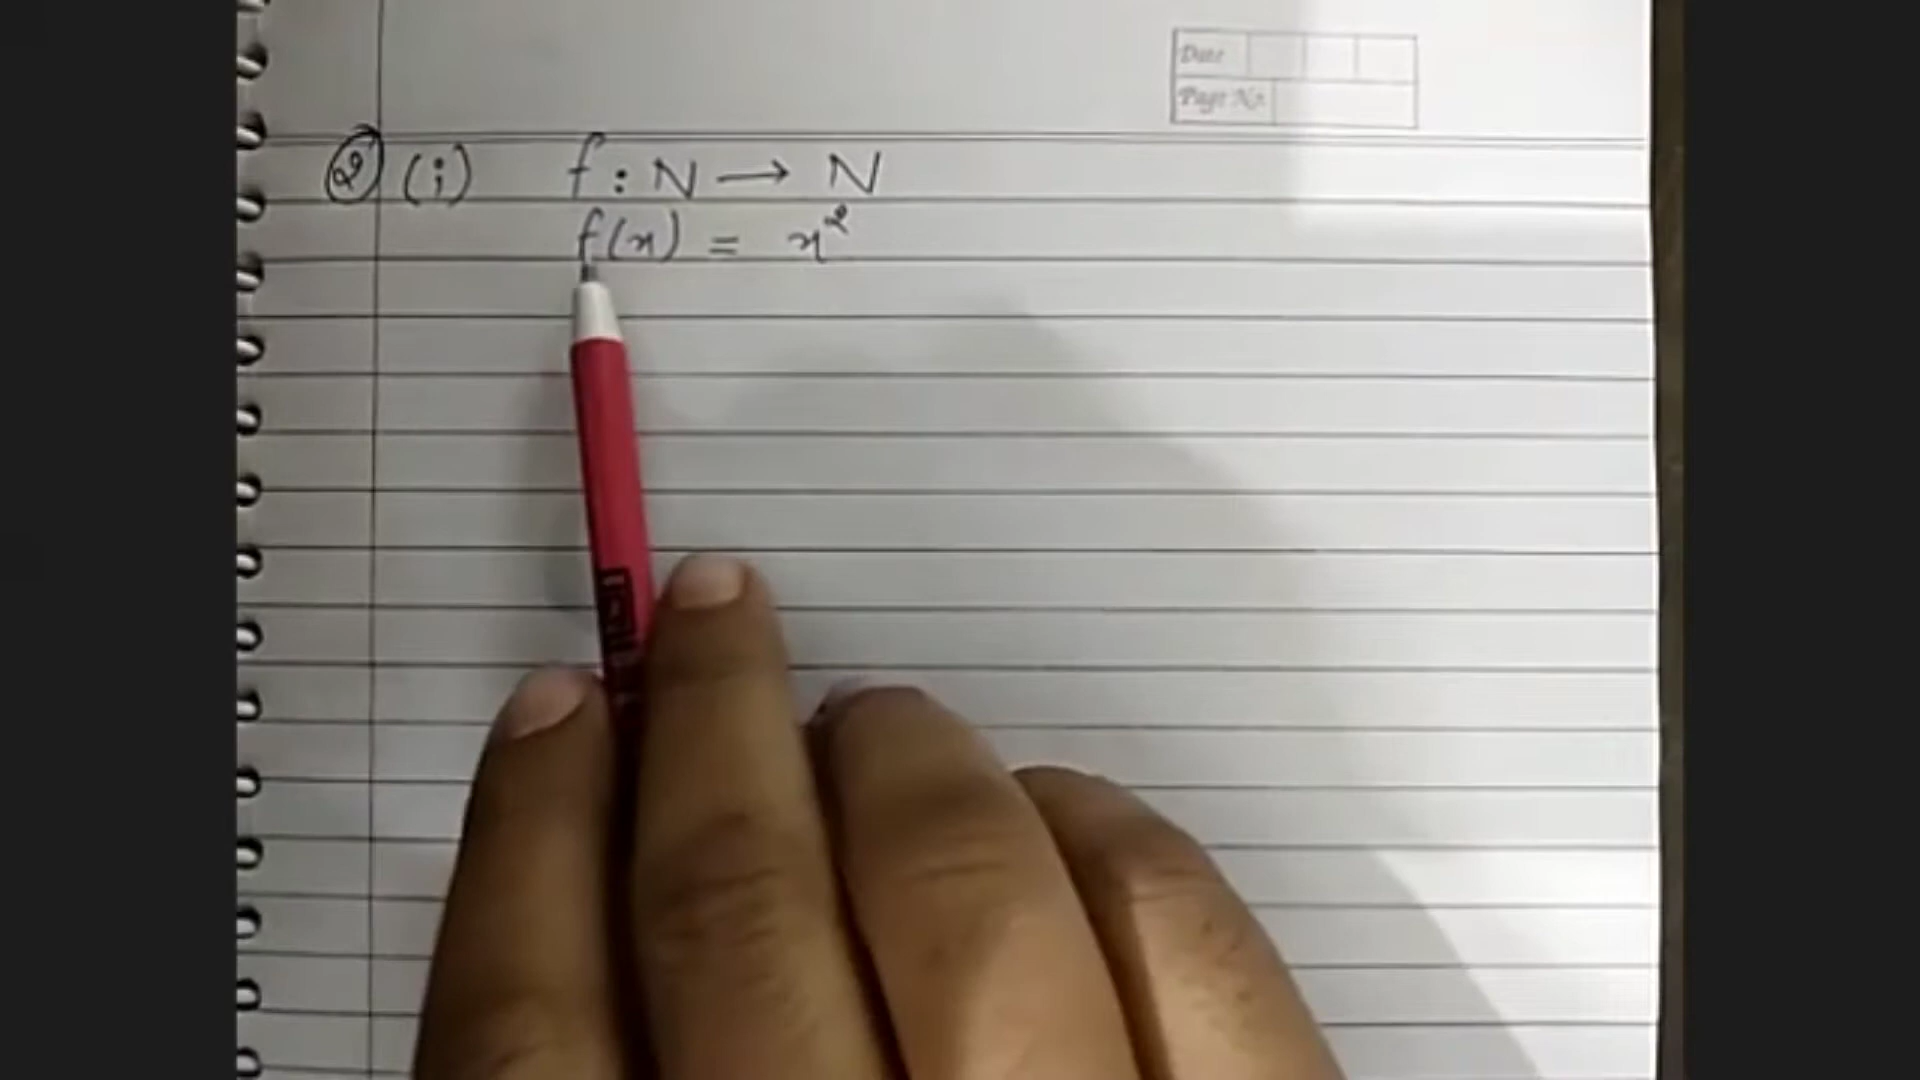 Date
Page No.
② (i) f : N → N
f(x) = x²